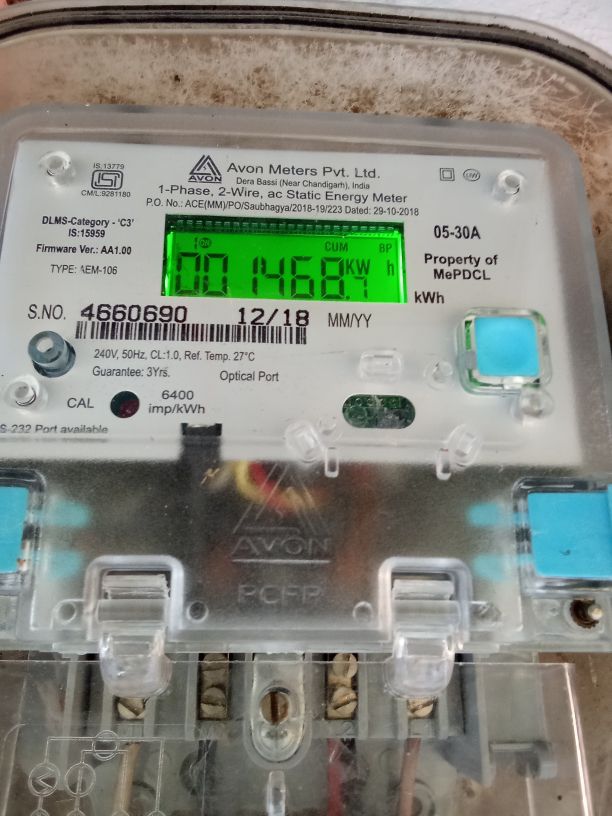 IS:13779
ISI
CM/L:9281180
AVON
Avon Meters Pvt. Ltd.
Dera Bassi (Near Chandigarh), India
1-Phase, 2-Wire, ac Static Energy Meter
P.O. No.: ACE(MM)/PO/Saubhagya/2018-19/223 Dated: 29-10-2018
DLMS-Category - 'C3'
IS:15959
Firmware Ver.: AA1.00
TYPE: AEM-106
CUM BP
001468.4 KW h
kWh
05-30A
Property of
MePDCL
S.NO. 4660690 12/18 MM/YY
240V, 50Hz, CL:1.0, Ref. Temp. 27°C
Guarantee: 3Yrs. Optical Port
CAL 6400
imp/kWh
S-232 Port available
AVON